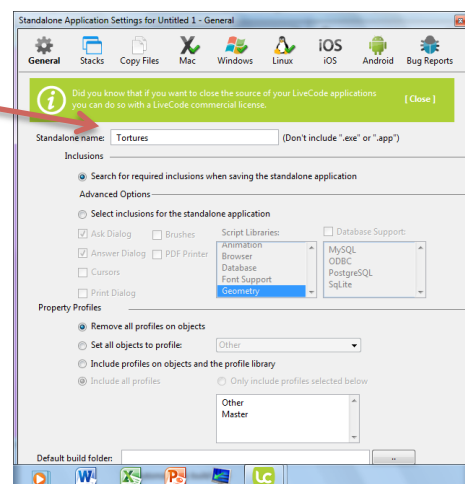 Standalone Application Settings for Untitled 1 - General
General Stacks Copy Files Mac Windows Linux iOS iOS Android Bug Reports
Did you know that if you want to close the source of your LiveCode applications
you can do so with a LiveCode commercial license.
[ Close ]
Standalone name: Tortures (Don't include ".exe" or ".app")
Inclusions
Search for required inclusions when saving the standalone application
Advanced Options
Select inclusions for the standalone application
Ask Dialog Brushes Script Libraries: Database Support:
Answer Dialog PDF Printer
Cursors
Print Dialog
Animation
Browser
Database
Font Support
Geometry
MySQL
ODBC
PostgreSQL
SqLite
Property Profiles
Remove all profiles on objects
Set all objects to profile: Other
Include profiles on objects and the profile library
Include all profiles Only include profiles selected below
Other
Master
Default build folder: ..
W X P lc